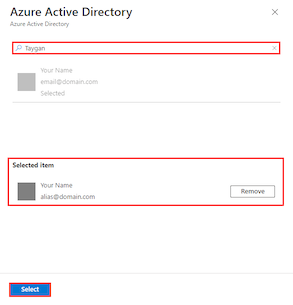 Azure Active Directory
Azure Active Directory
Taygan
Your Name
email@domain.com
Selected
Selected item
Your Name
alias@domain.com
Remove
Select